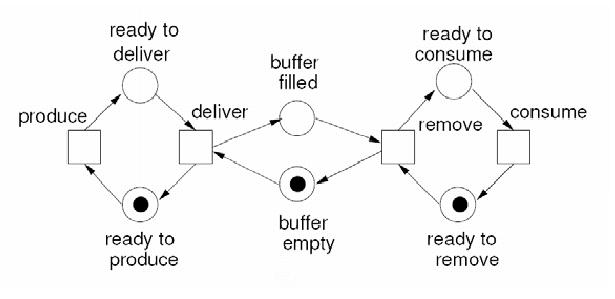 ready to
deliver
produce
deliver
buffer
filled
ready to
consume
remove
consume
ready to
produce
buffer
empty
ready to
remove